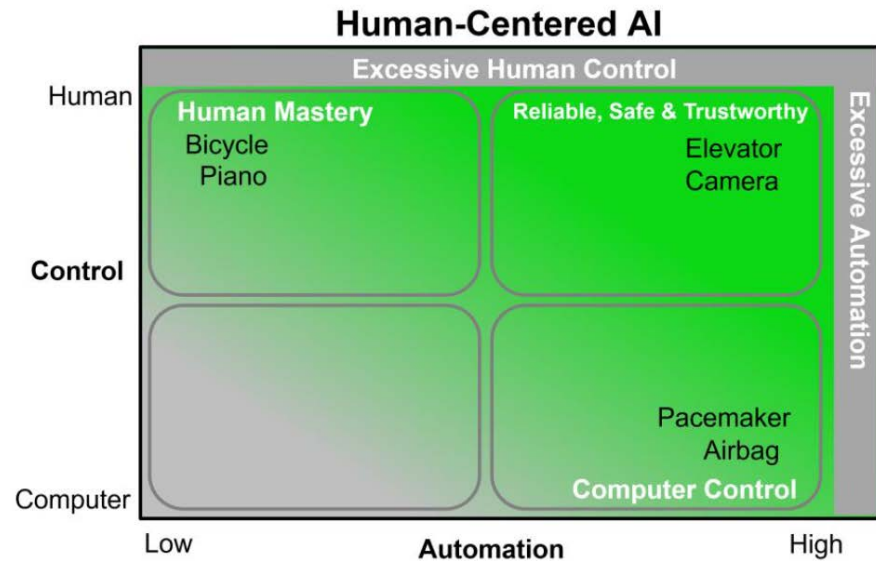 Human-Centered AI
Excessive Human Control
Human
Human Mastery
Bicycle
Piano
Reliable, Safe & Trustworthy
Elevator
Camera
Excessive Automation
Control
Pacemaker
Airbag
Computer Control
Computer
Low
Automation
High